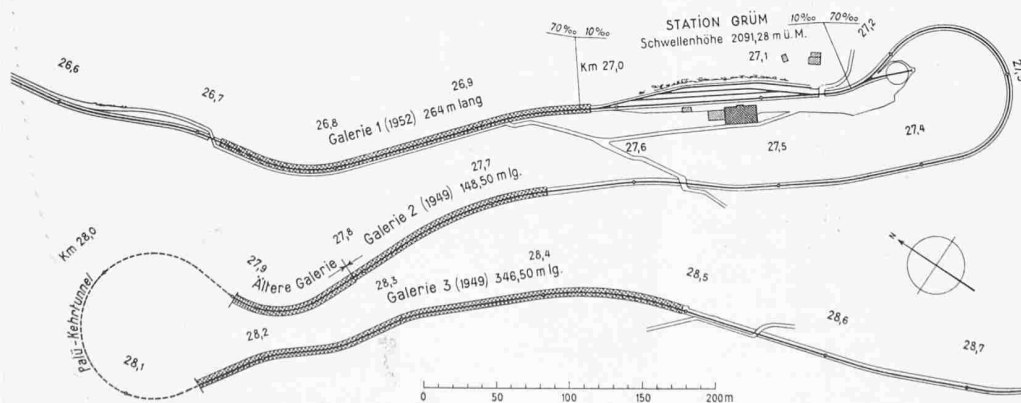 STATION GRÜM
Schwellenhöhe 2091,28 m ü.M.
70‰ 10‰
10‰ 70‰
Km 27,0
27,1
27,2
26,6
26,7
26,8
26,9
Galerie 1 (1952) 264 m lang
27,4
27,5
27,6
27,7
Galerie 2 (1949) 148,50 m lg.
27,8
Ältere Galerie
27,9
Km 28,0
Palü-Kehrtunnel
28,1
28,2
28,3
Galerie 3 (1949) 346,50 m lg.
28,4
28,5
28,6
28,7
N
0 50 100 150 200 m